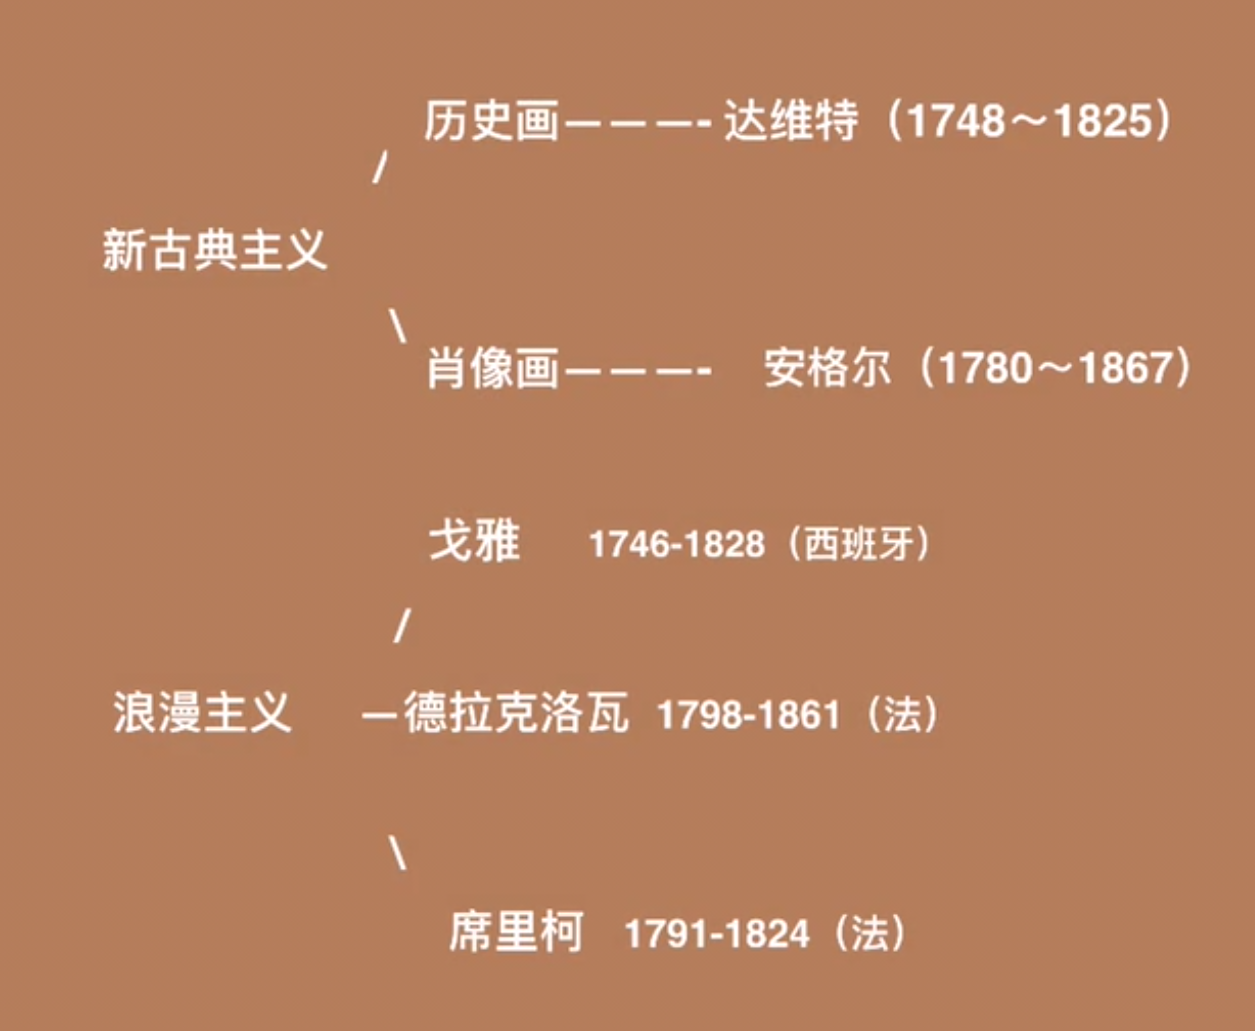 历史画————- 达维特（1748～1825）
/
新古典主义
\
肖像画————- 安格尔（1780～1867）
戈雅 1746-1828（西班牙）
/
浪漫主义 —德拉克洛瓦 1798-1861（法）
\
席里柯 1791-1824（法）